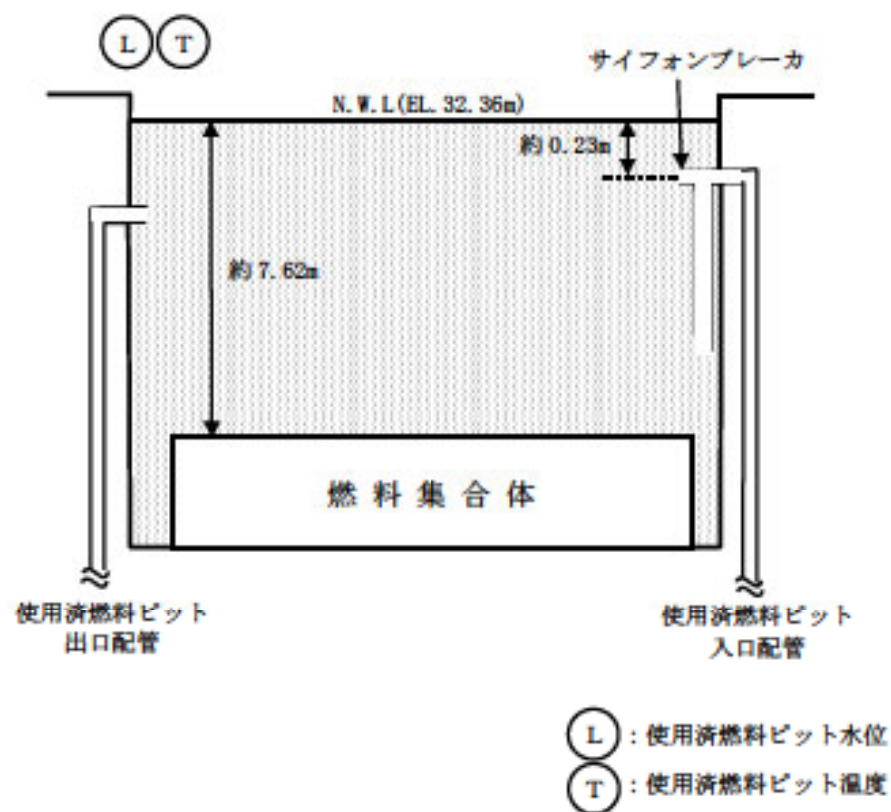 L T
サイフォンブレーカ
N.W.L(EL.32.36m)
約0.23m
約7.62m
燃料集合体
使用済燃料ピット
出口配管
使用済燃料ピット
入口配管
L：使用済燃料ピット水位
T：使用済燃料ピット温度